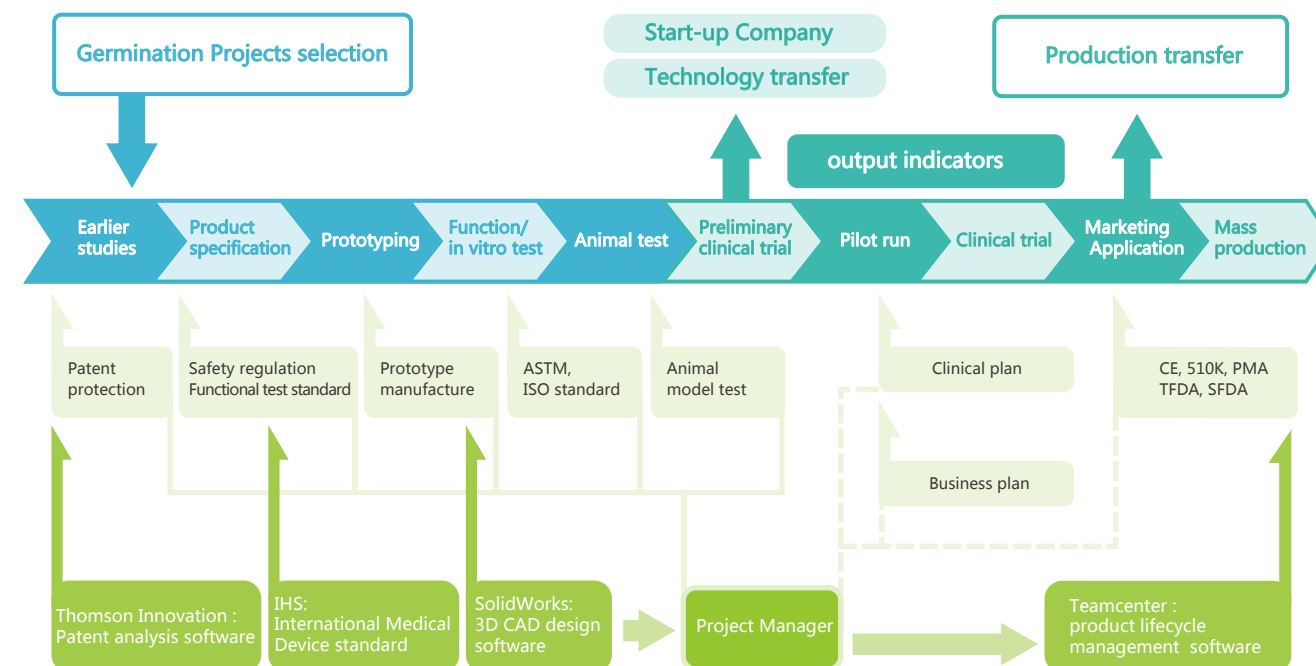 Germination Projects selection
Start-up Company
Technology transfer
Production transfer
output indicators
Earlier
studies
Product
specification
Prototyping
Function/
in vitro test
Animal test
Preliminary
clinical trial
Pilot run
Clinical trial
Marketing
Application
Mass
production
Patent
protection
Safety regulation
Functional test standard
Prototype
manufacture
ASTM,
ISO standard
Animal
model test
Clinical plan
CE, 510K, PMA
TFDA, SFDA
Business plan
Thomson Innovation :
Patent analysis software
IHS:
International Medical
Device standard
SolidWorks:
3D CAD design
software
Project Manager
Teamcenter :
product lifecycle
management software